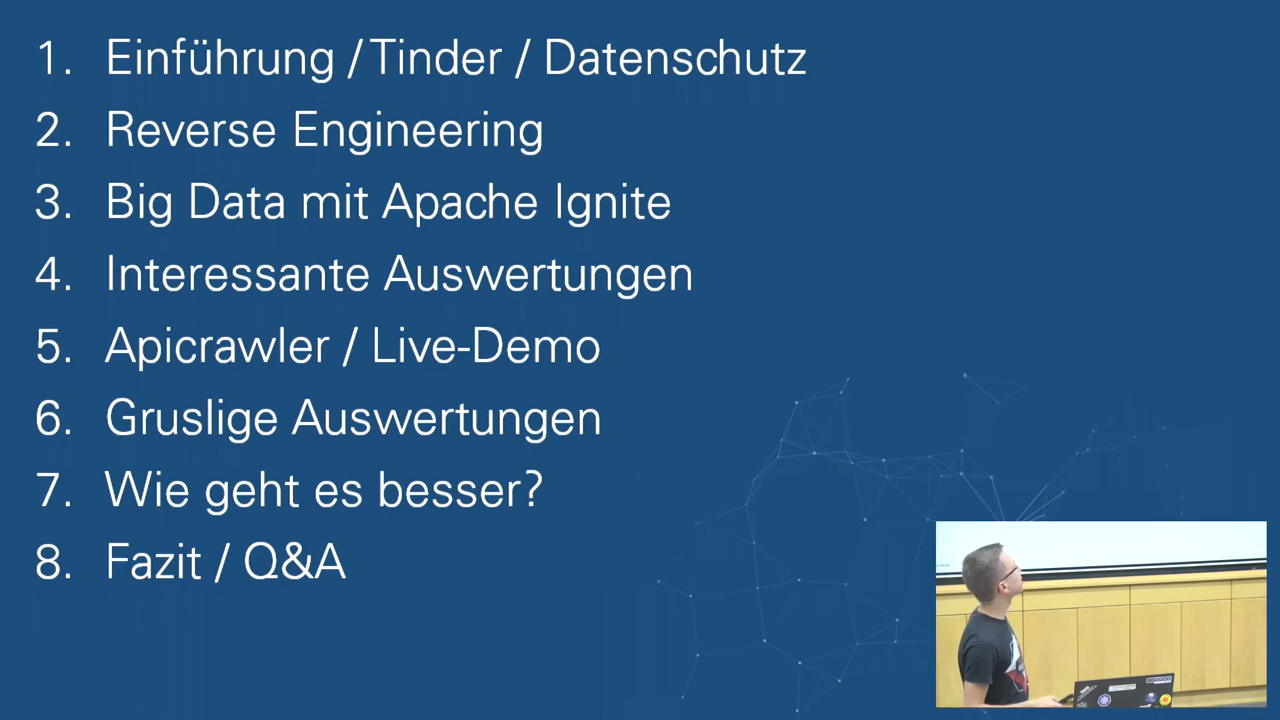 1. Einführung / Tinder / Datenschutz
2. Reverse Engineering
3. Big Data mit Apache Ignite
4. Interessante Auswertungen
5. Apicrawler / Live-Demo
6. Gruslige Auswertungen
7. Wie geht es besser?
8. Fazit / Q&A